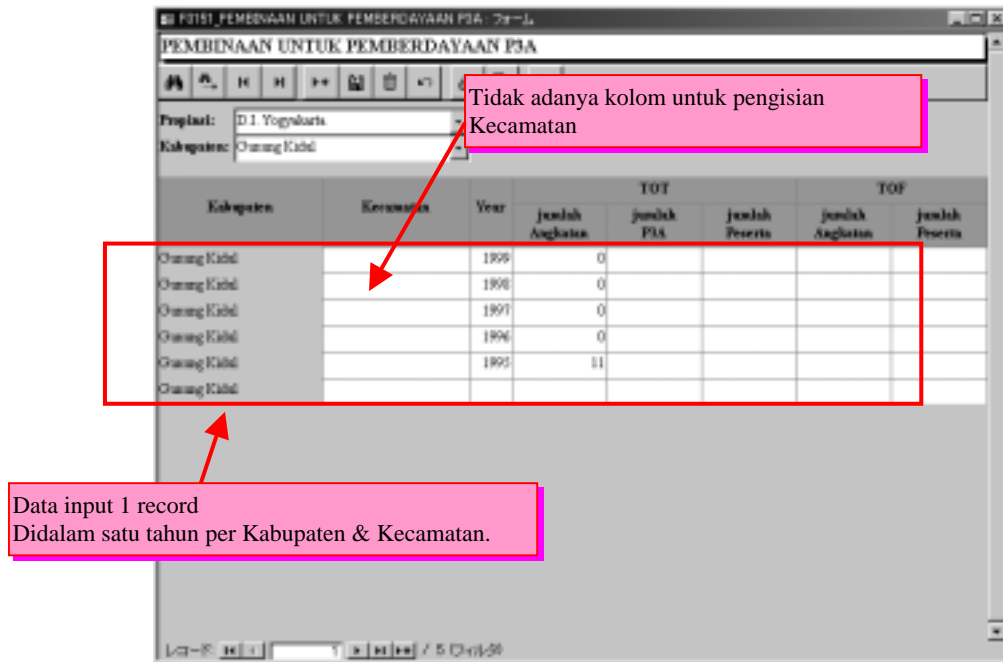 F0151_PEMBINAAN UNTUK PEMBERDAYAAN P3A : フォーム
PEMBINAAN UNTUK PEMBERDAYAAN P3A
Tidak adanya kolom untuk pengisian
Kecamatan
Propinsi: D.I. Yogyakarta
Kabupaten: Gunung Kidul
TOT TOF
Kabupaten Kecamatan Year jumlah Angkatan jumlah P3A jumlah Peserta jumlah Angkatan jumlah Peserta
Gunung Kidul 1999 0
Gunung Kidul 1998 0
Gunung Kidul 1997 0
Gunung Kidul 1996 0
Gunung Kidul 1995 11
Gunung Kidul
Data input 1 record
Didalam satu tahun per Kabupaten & Kecamatan.
レコード: 1 / 5 (フィルタ)